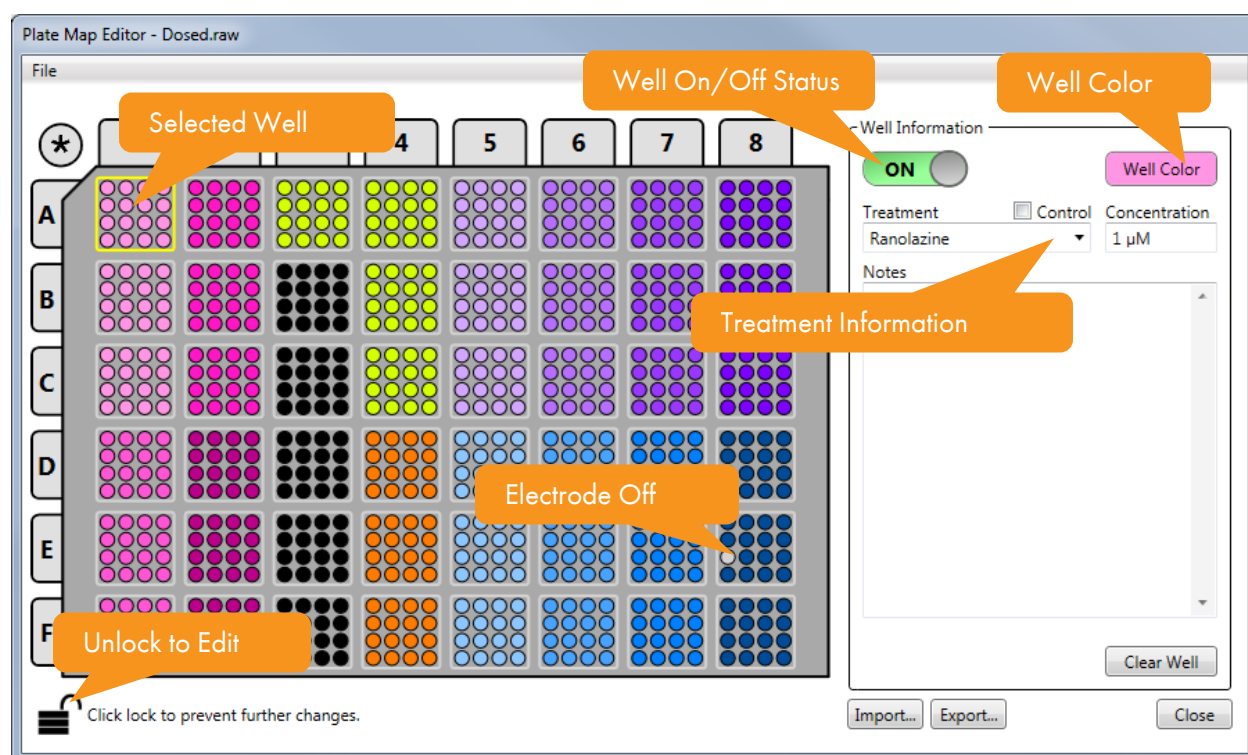 Plate Map Editor - Dosed.raw
File
Well On/Off Status
Well Color
Selected Well
*
4
5
6
7
8
A
B
C
D
E
F
Well Information
ON
Well Color
Treatment
Control
Concentration
Ranolazine
1 µM
Notes
Treatment Information
Electrode Off
Unlock to Edit
Click lock to prevent further changes.
Clear Well
Import...
Export...
Close